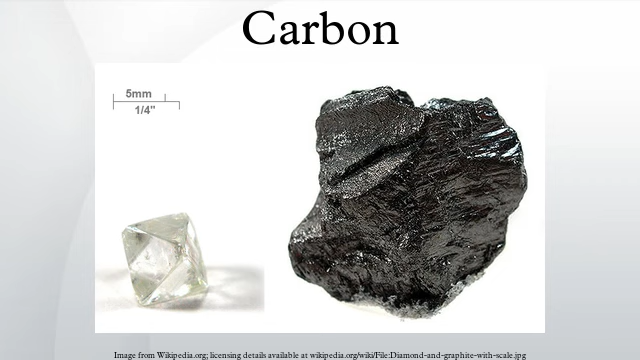 Carbon
5mm
1/4"
Image from Wikipedia.org; licensing details available at wikipedia.org/wiki/File:Diamond-and-graphite-with-scale.jpg